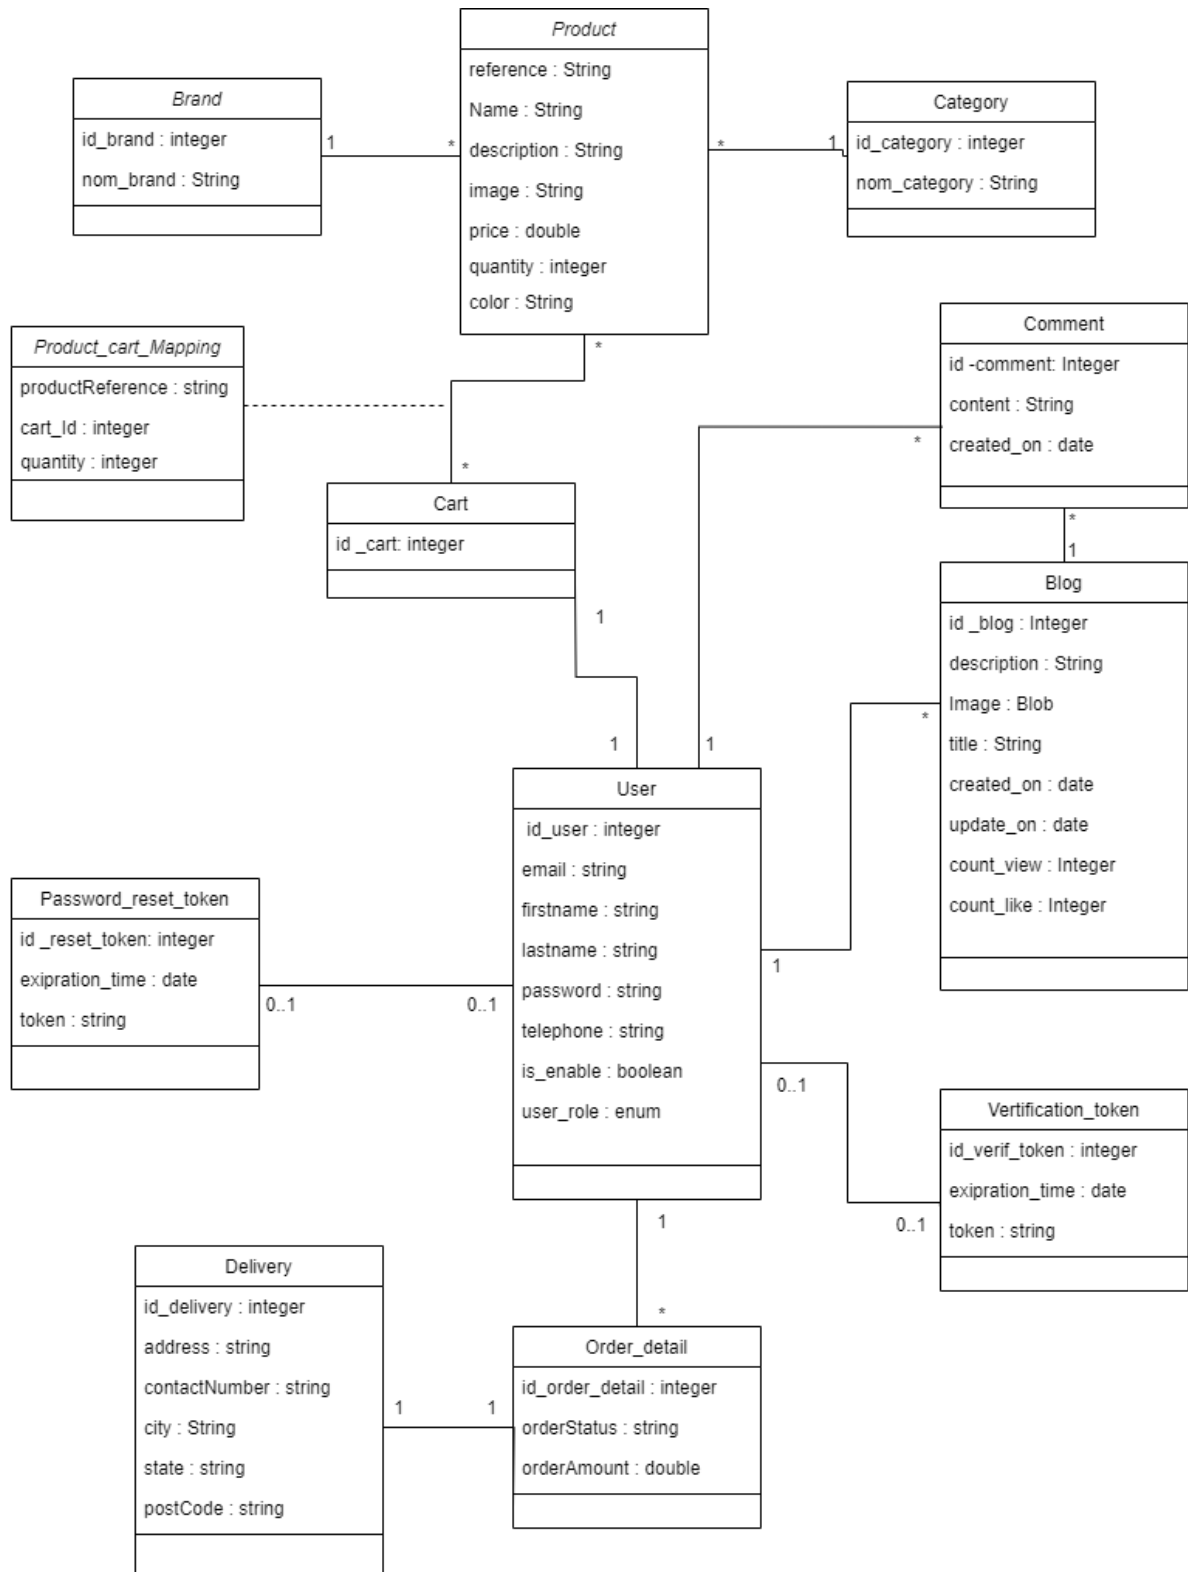 Product
reference : String
Name : String
description : String
image : String
price : double
quantity : integer
color : String
Brand
id_brand : integer
nom_brand : String
1
*
*
1
Category
id_category : integer
nom_category : String
Product_cart_Mapping
productReference : string
cart_Id : integer
quantity : integer
*
*
Cart
id _cart: integer
1
1
Comment
id -comment: Integer
content : String
created_on : date
*
1
*
1
Blog
id _blog : Integer
description : String
Image : Blob
title : String
created_on : date
update_on : date
count_view : Integer
count_like : Integer
*
1
User
id_user : integer
email : string
firstname : string
lastname : string
password : string
telephone : string
is_enable : boolean
user_role : enum
Password_reset_token
id _reset_token: integer
exipration_time : date
token : string
0..1
0..1
0..1
0..1
Vertification_token
id_verif_token : integer
exipration_time : date
token : string
1
*
Delivery
id_delivery : integer
address : string
contactNumber : string
city : String
state : string
postCode : string
1
1
Order_detail
id_order_detail : integer
orderStatus : string
orderAmount : double